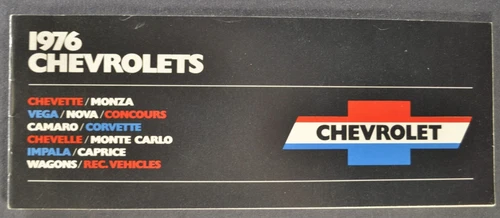 1976
CHEVROLETS
CHEVETTE/MONZA
VEGA/NOVA/CONCOURS
CAMARO/CORVETTE
CHEVELLE/MONTE CARLO
IMPALA/CAPRICE
WAGONS/REC. VEHICLES
CHEVROLET